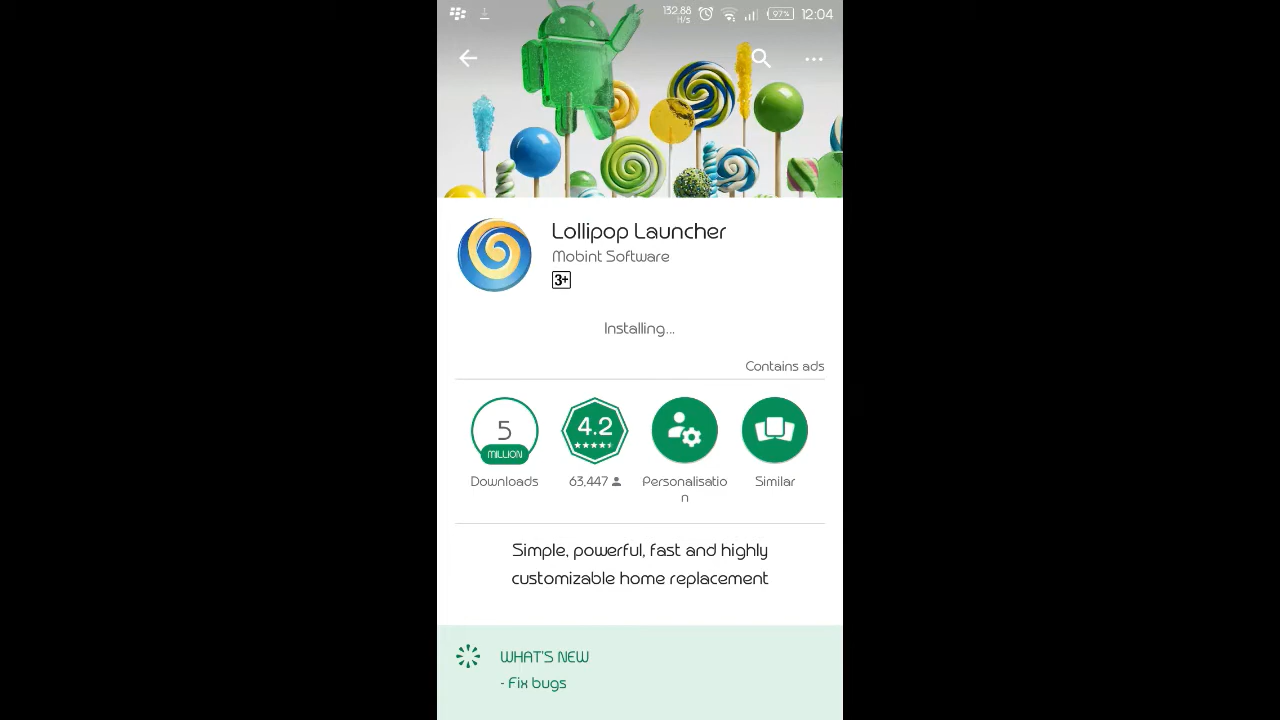 132.88
H/s
97%
12:04
Lollipop Launcher
Mobint Software
3+
Installing...
Contains ads
5
MILLION
4.2
Downloads
63,447
Personalisatio
n
Similar
Simple, powerful, fast and highly
customizable home replacement
WHAT'S NEW
- Fix bugs